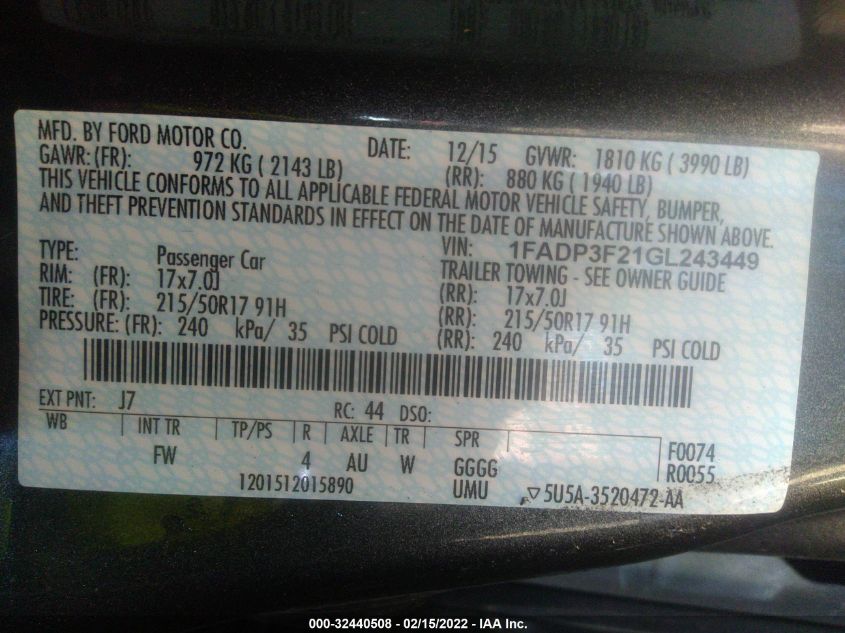 MFD. BY FORD MOTOR CO. DATE: 12/15 GVWR: 1810 KG ( 3990 LB)
GAWR: (FR): 972 KG ( 2143 LB) (RR): 880 KG ( 1940 LB)
THIS VEHICLE CONFORMS TO ALL APPLICABLE FEDERAL MOTOR VEHICLE SAFETY, BUMPER,
AND THEFT PREVENTION STANDARDS IN EFFECT ON THE DATE OF MANUFACTURE SHOWN ABOVE.
VIN: 1FADP3F21GL243449
TYPE: Passenger Car TRAILER TOWING - SEE OWNER GUIDE
RIM: (FR): 17x7.0J (RR): 17x7.0J
TIRE: (FR): 215/50R17 91H (RR): 215/50R17 91H
PRESSURE: (FR): 240 kPa/ 35 PSI COLD (RR): 240 kPa/ 35 PSI COLD
EXT PNT: J7 RC: 44 DSO:
WB INT TR TP/PS R AXLE TR SPR F0074
FW 4 AU W GGGG R0055
1201512015890 UMU ▽5U5A-3520472-AA
000-32440508 - 02/15/2022 - IAA Inc.